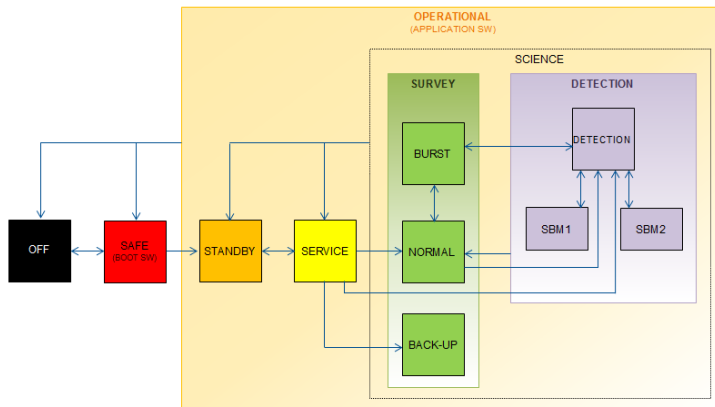 OPERATIONAL
(APPLICATION SW)
SCIENCE
SURVEY
DETECTION
DETECTION
BURST
OFF
SAFE
(BOOT SW)
STANDBY
SERVICE
NORMAL
SBM1
SBM2
BACK-UP